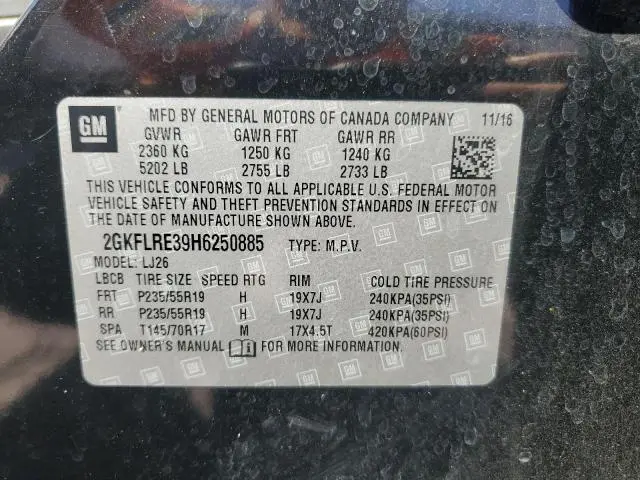 GM
MFD BY GENERAL MOTORS OF CANADA COMPANY 11/16
GVWR GAWR FRT GAWR RR
2360 KG 1250 KG 1240 KG
5202 LB 2755 LB 2733 LB
THIS VEHICLE CONFORMS TO ALL APPLICABLE U.S. FEDERAL MOTOR
VEHICLE SAFETY AND THEFT PREVENTION STANDARDS IN EFFECT ON
THE DATE OF MANUFACTURE SHOWN ABOVE.
2GKFLRE39H6250885 TYPE: M.P.V.
MODEL: LJ26
LBCB TIRE SIZE SPEED RTG RIM COLD TIRE PRESSURE
FRT P235/55R19 H 19X7J 240KPA(35PSI)
RR P235/55R19 H 19X7J 240KPA(35PSI)
SPA T145/70R17 M 17X4.5T 420KPA(60PSI)
SEE OWNER'S MANUAL FOR MORE INFORMATION